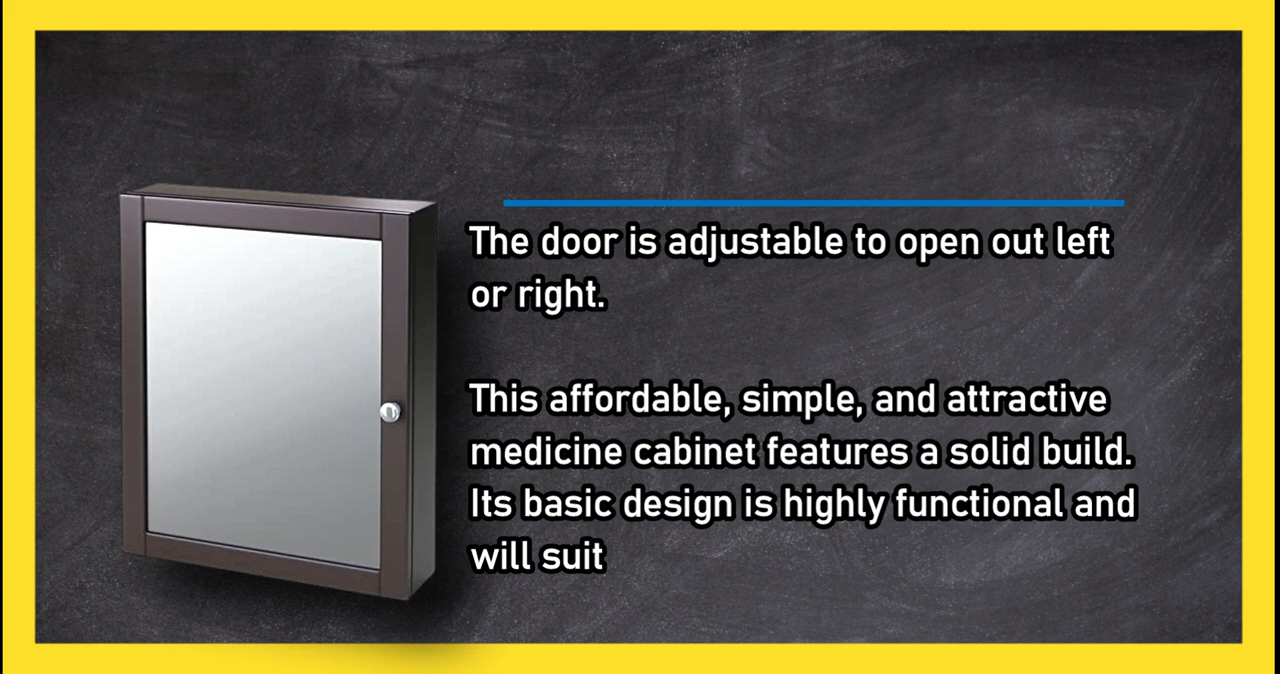 The door is adjustable to open out left
or right.
This affordable, simple, and attractive
medicine cabinet features a solid build.
Its basic design is highly functional and
will suit